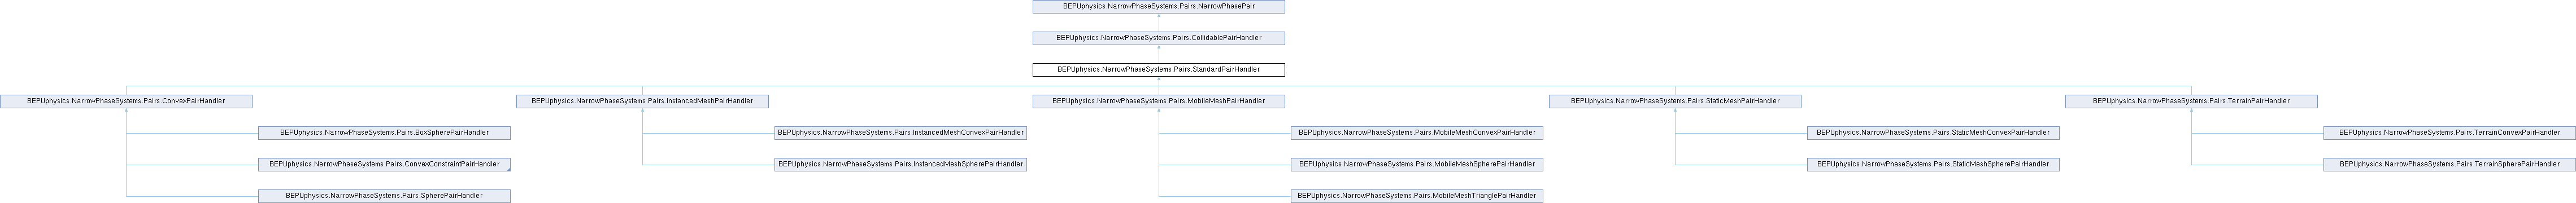 BEPUphysics.NarrowPhaseSystems.Pairs.NarrowPhasePair
BEPUphysics.NarrowPhaseSystems.Pairs.CollidablePairHandler
BEPUphysics.NarrowPhaseSystems.Pairs.StandardPairHandler
BEPUphysics.NarrowPhaseSystems.Pairs.ConvexPairHandler
BEPUphysics.NarrowPhaseSystems.Pairs.InstancedMeshPairHandler
BEPUphysics.NarrowPhaseSystems.Pairs.MobileMeshPairHandler
BEPUphysics.NarrowPhaseSystems.Pairs.StaticMeshPairHandler
BEPUphysics.NarrowPhaseSystems.Pairs.TerrainPairHandler
BEPUphysics.NarrowPhaseSystems.Pairs.BoxSpherePairHandler
BEPUphysics.NarrowPhaseSystems.Pairs.InstancedMeshConvexPairHandler
BEPUphysics.NarrowPhaseSystems.Pairs.MobileMeshConvexPairHandler
BEPUphysics.NarrowPhaseSystems.Pairs.StaticMeshConvexPairHandler
BEPUphysics.NarrowPhaseSystems.Pairs.TerrainConvexPairHandler
BEPUphysics.NarrowPhaseSystems.Pairs.ConvexConstraintPairHandler
BEPUphysics.NarrowPhaseSystems.Pairs.InstancedMeshSpherePairHandler
BEPUphysics.NarrowPhaseSystems.Pairs.MobileMeshSpherePairHandler
BEPUphysics.NarrowPhaseSystems.Pairs.StaticMeshSpherePairHandler
BEPUphysics.NarrowPhaseSystems.Pairs.TerrainSpherePairHandler
BEPUphysics.NarrowPhaseSystems.Pairs.SpherePairHandler
BEPUphysics.NarrowPhaseSystems.Pairs.MobileMeshTrianglePairHandler